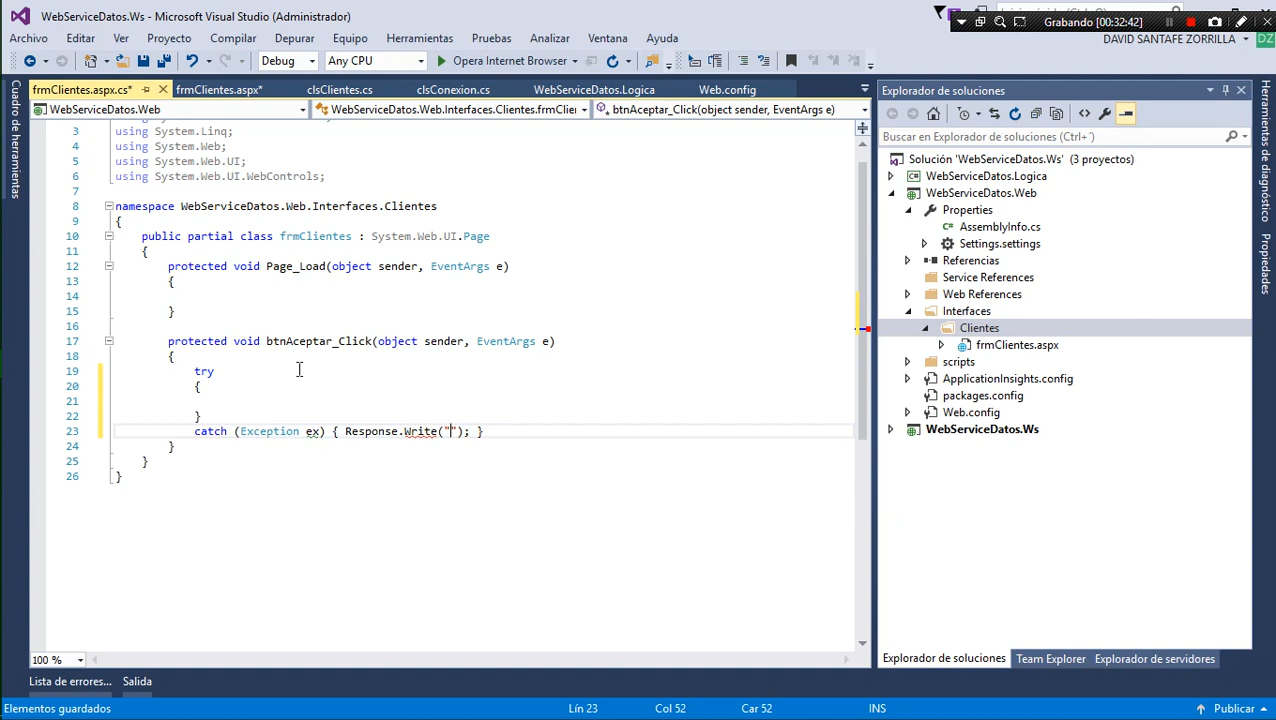 WebServiceDatos.Ws - Microsoft Visual Studio (Administrador)
Grabando [00:32:42]
Archivo Editar Ver Proyecto Compilar Depurar Equipo Herramientas Pruebas Analizar Ventana Ayuda
DAVID SANTAFE ZORRILLA DZ
Debug Any CPU Opera Internet Browser
Cuadro de herramientas
frmClientes.aspx.cs* frmClientes.aspx* clsClientes.cs clsConexion.cs WebServiceDatos.Logica Web.config
WebServiceDatos.Web WebServiceDatos.Web.Interfaces.Clientes.frmClie btnAceptar_Click(object sender, EventArgs e)
3 using System.Linq;
4 using System.Web;
5 using System.Web.UI;
6 using System.Web.UI.WebControls;
7
8 namespace WebServiceDatos.Web.Interfaces.Clientes
9 {
10 public partial class frmClientes : System.Web.UI.Page
11 {
12 protected void Page_Load(object sender, EventArgs e)
13 {
14
15 }
16
17 protected void btnAceptar_Click(object sender, EventArgs e)
18 {
19 try
20 {
21
22 }
23 catch (Exception ex) { Response.Write(""); }
24 }
25 }
26 }
100 %
Explorador de soluciones
Buscar en Explorador de soluciones (Ctrl+´)
Solución 'WebServiceDatos.Ws' (3 proyectos)
WebServiceDatos.Logica
WebServiceDatos.Web
Properties
AssemblyInfo.cs
Settings.settings
Referencias
Service References
Web References
Interfaces
Clientes
frmClientes.aspx
scripts
ApplicationInsights.config
packages.config
Web.config
WebServiceDatos.Ws
Explorador de soluciones Team Explorer Explorador de servidores
Herramientas de diagnóstico
Propiedades
Lista de errores... Salida
Elementos guardados Lín 23 Col 52 Car 52 INS Publicar